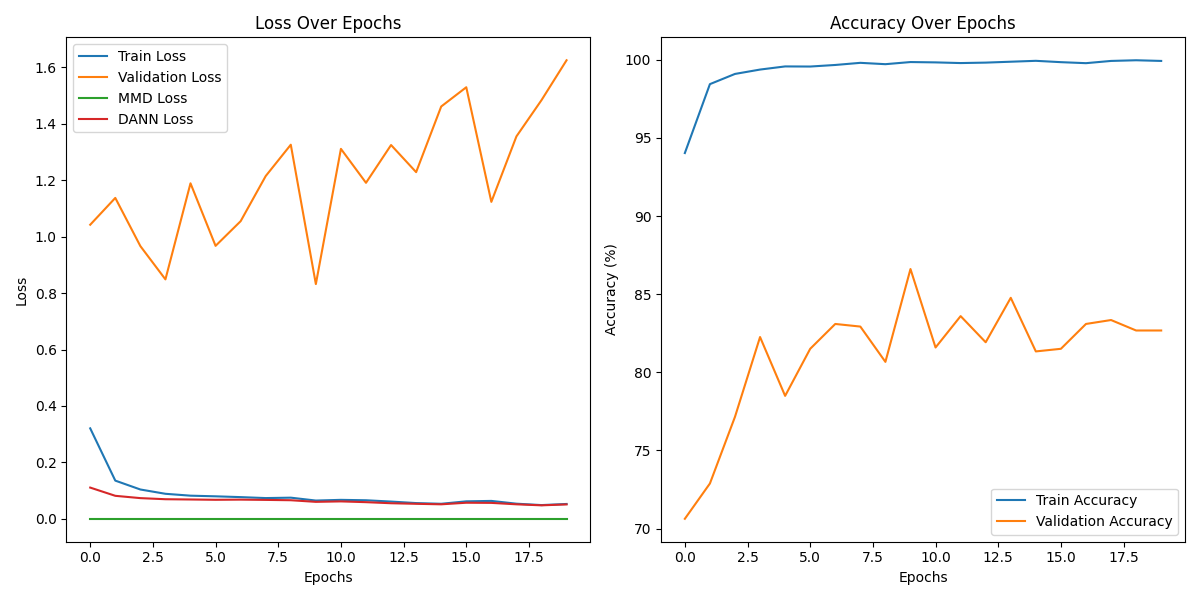 Loss Over Epochs
Train Loss
Validation Loss
MMD Loss
DANN Loss
1.6
1.4
1.2
1.0
0.8
0.6
0.4
0.2
0.0
Loss
0.0 2.5 5.0 7.5 10.0 12.5 15.0 17.5
Epochs
Accuracy Over Epochs
100
95
90
85
80
75
70
Accuracy (%)
Train Accuracy
Validation Accuracy
0.0 2.5 5.0 7.5 10.0 12.5 15.0 17.5
Epochs